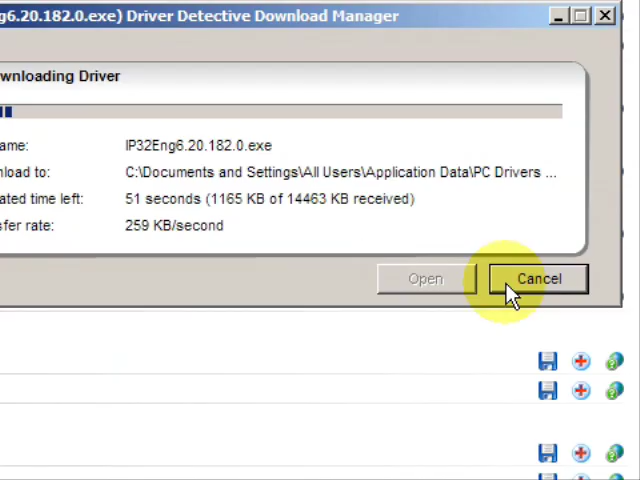 g6.20.182.0.exe) Driver Detective Download Manager
wnloading Driver
ame: IP32Eng6.20.182.0.exe
nload to: C:\Documents and Settings\All Users\Application Data\PC Drivers ...
ated time left: 51 seconds (1165 KB of 14463 KB received)
sfer rate: 259 KB/second
Open Cancel